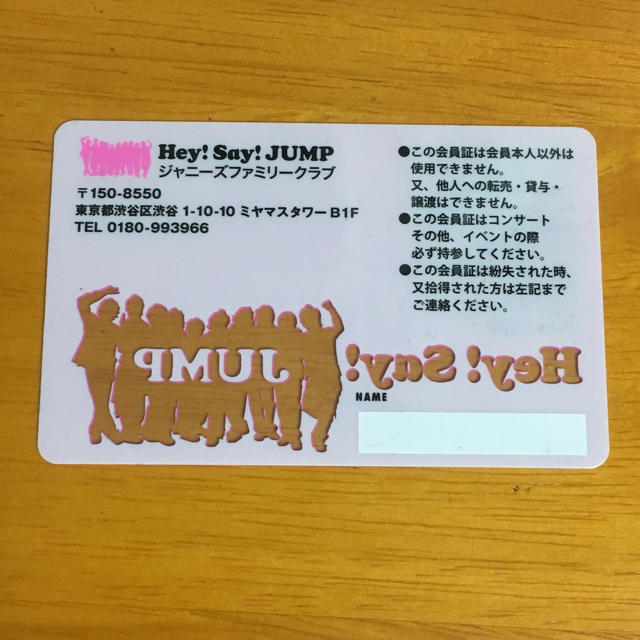 Hey! Say! JUMP
ジャニーズファミリークラブ
〒150-8550
東京都渋谷区渋谷 1-10-10 ミヤマスタワー B1F
TEL 0180-993966
●この会員証は会員本人以外は
使用できません。
又、他人への転売・貸与・
譲渡はできません。
●この会員証はコンサート
その他、イベントの際
必ず持参してください。
●この会員証は紛失された時、
又拾得された方は左記まで
ご連絡ください。
Hey! Say!
JUMP
NAME